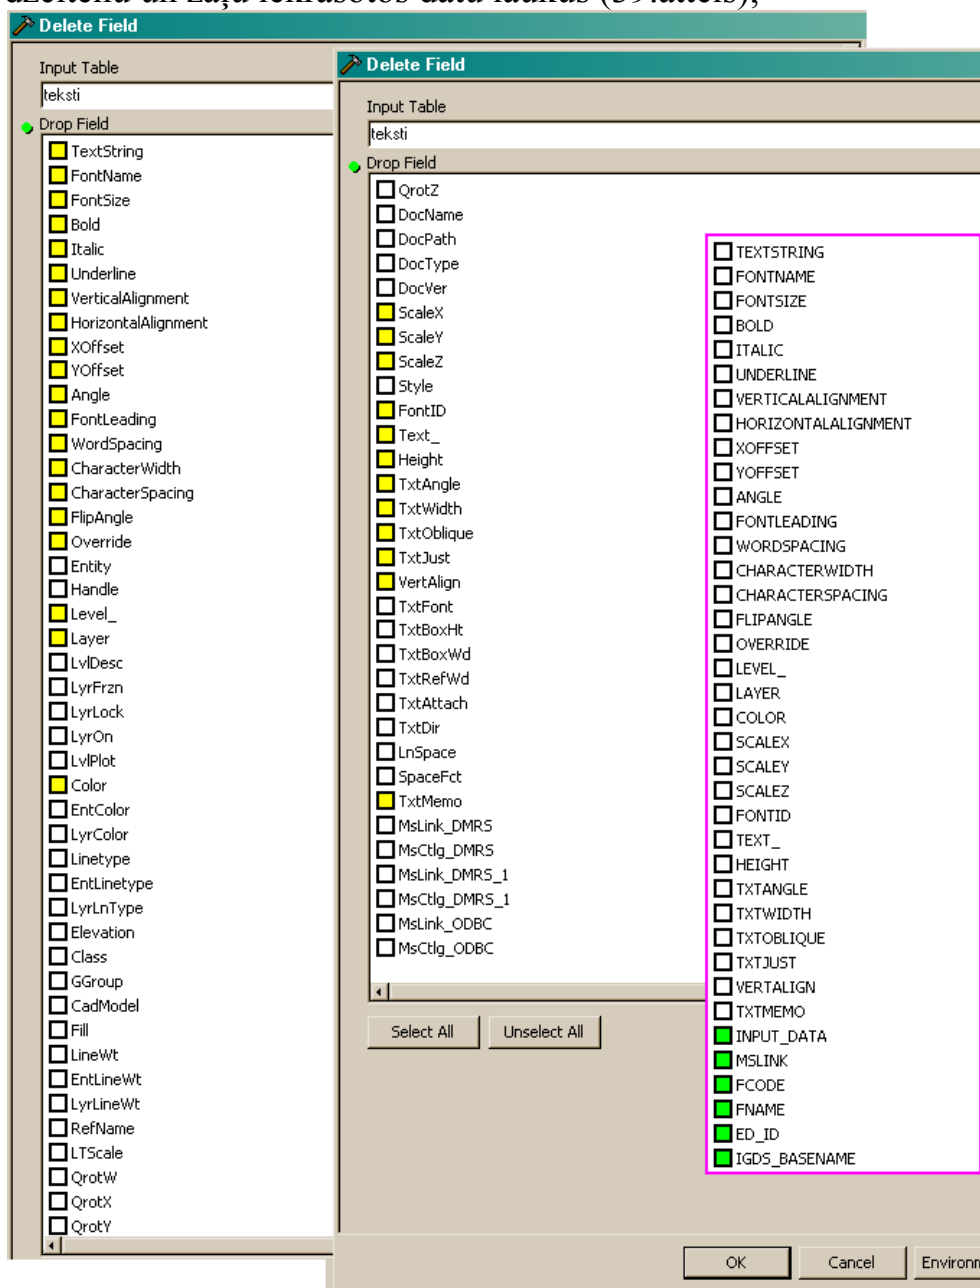 un datu laukus (39.attēls);
Delete Field
Input Table
teksti
Drop Field
TextString
FontName
FontSize
Bold
Italic
Underline
VerticalAlignment
HorizontalAlignment
XOffset
YOffset
Angle
FontLeading
WordSpacing
CharacterWidth
CharacterSpacing
FlipAngle
Override
Entity
Handle
Level_
Layer
LvlDesc
LyrFrzn
LyrLock
LyrOn
LvlPlot
Color
EntColor
LyrColor
Linetype
EntLinetype
LyrLnType
Elevation
Class
GGroup
CadModel
Fill
LineWt
EntLineWt
LyrLineWt
RefName
LTScale
QrotW
QrotX
QrotY
Delete Field
Input Table
teksti
Drop Field
QrotZ
DocName
DocPath
DocType
DocVer
ScaleX
ScaleY
ScaleZ
Style
FontID
Text_
Height
TxtAngle
TxtWidth
TxtOblique
TxtJust
VertAlign
TxtFont
TxtBoxHt
TxtBoxWd
TxtRefWd
TxtAttach
TxtDir
LnSpace
SpaceFct
TxtMemo
MsLink_DMRS
MsCtlg_DMRS
MsLink_DMRS_1
MsCtlg_DMRS_1
MsLink_ODBC
MsCtlg_ODBC
Select All Unselect All
TEXTSTRING
FONTNAME
FONTSIZE
BOLD
ITALIC
UNDERLINE
VERTICALALIGNMENT
HORIZONTALALIGNMENT
XOFFSET
YOFFSET
ANGLE
FONTLEADING
WORDSPACING
CHARACTERWIDTH
CHARACTERSPACING
FLIPANGLE
OVERRIDE
LEVEL_
LAYER
COLOR
SCALEX
SCALEY
SCALEZ
FONTID
TEXT_
HEIGHT
TXTANGLE
TXTWIDTH
TXTOBLIQUE
TXTJUST
VERTALIGN
TXTMEMO
INPUT_DATA
MSLINK
FCODE
FNAME
ED_ID
IGDS_BASENAME
OK Cancel Environ